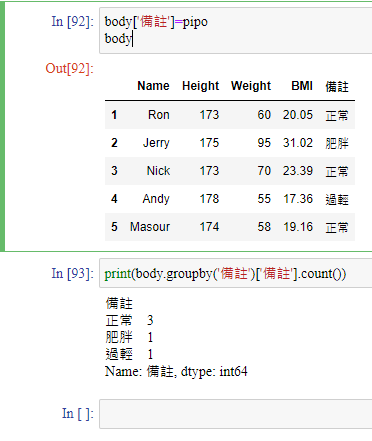 In [92]: body['備註']=pipo
body
Out[92]:
Name Height Weight BMI 備註
1 Ron 173 60 20.05 正常
2 Jerry 175 95 31.02 肥胖
3 Nick 173 70 23.39 正常
4 Andy 178 55 17.36 過輕
5 Masour 174 58 19.16 正常
In [93]: print(body.groupby('備註')['備註'].count())
備註
正常 3
肥胖 1
過輕 1
Name: 備註, dtype: int64
In [ ]: